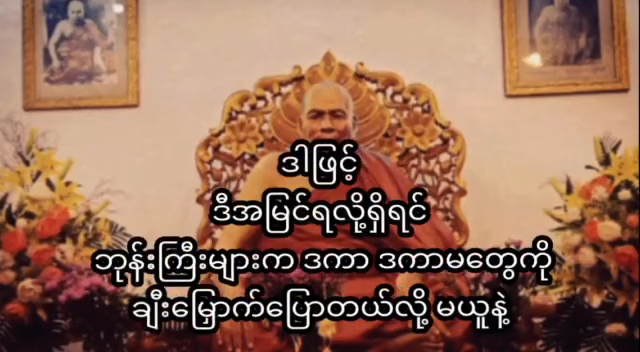 ဒါဖြင့်
ဒီအမြင်ရလို့ရှိရင်
ဘုန်းကြီးများက ဒကာ ဒကာမတွေကို
ချီးမြှောက်ပြောတယ်လို့ မယူနဲ့